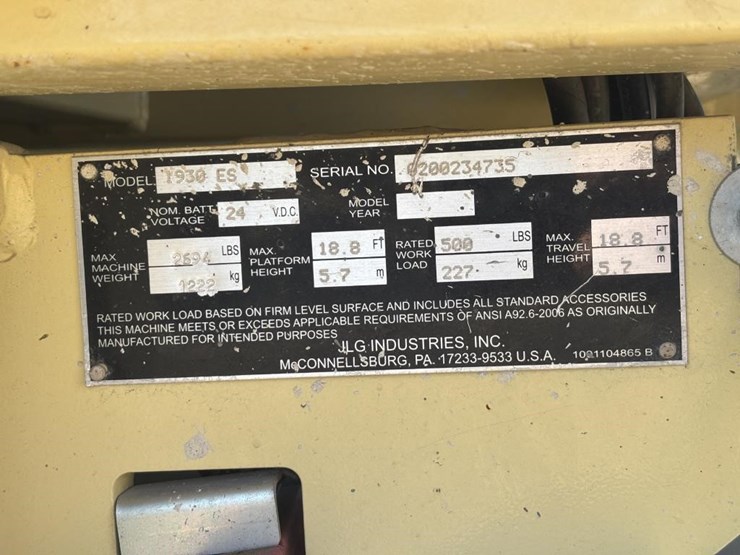 MODEL 1930 ES SERIAL NO. 0200234735
NOM. BATT. VOLTAGE 24 V.D.C. MODEL YEAR
MAX MACHINE WEIGHT 2694 LBS 1222 kg MAX. PLATFORM HEIGHT 18.8 FT 5.7 m RATED WORK LOAD 500 LBS 227 kg MAX. TRAVEL HEIGHT 18.8 FT 5.7 m
RATED WORK LOAD BASED ON FIRM LEVEL SURFACE AND INCLUDES ALL STANDARD ACCESSORIES
THIS MACHINE MEETS OR EXCEEDS APPLICABLE REQUIREMENTS OF ANSI A92.6-2006 AS ORIGINALLY
MANUFACTURED FOR INTENDED PURPOSES
JLG INDUSTRIES, INC.
McCONNELLSBURG, PA. 17233-9533 U.S.A. 1001104865 B